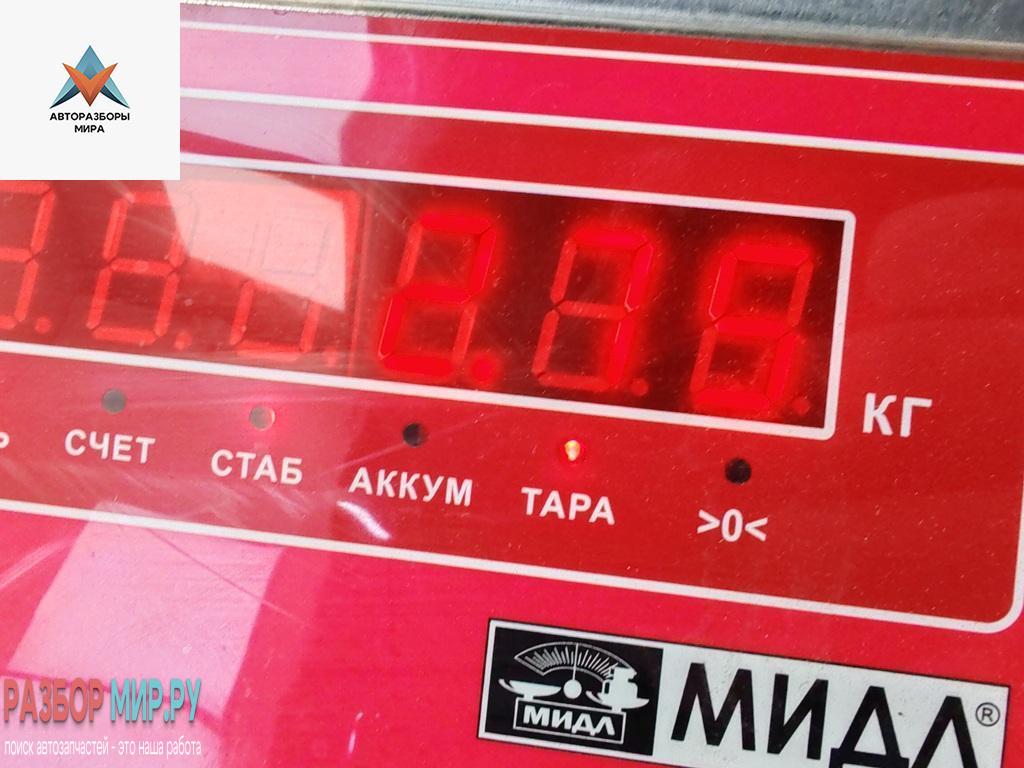 АВТОРАЗБОРЫ
МИРА
2.75
КГ
СЧЕТ
СТАБ
АККУМ
ТАРА
>0<
МИДЛ
МИДЛ®
РАЗБОР МИР.РУ
поиск автозапчастей - это наша работа